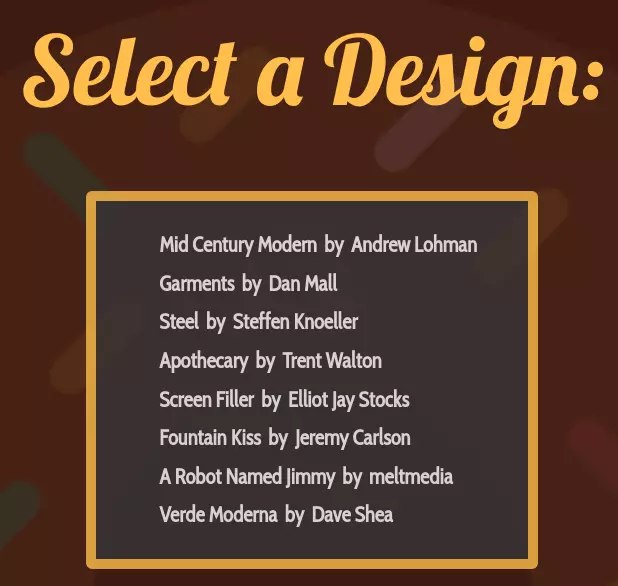 Select a Design:
Mid Century Modern by Andrew Lohman
Garments by Dan Mall
Steel by Steffen Knoeller
Apothecary by Trent Walton
Screen Filler by Elliot Jay Stocks
Fountain Kiss by Jeremy Carlson
A Robot Named Jimmy by meltmedia
Verde Moderna by Dave Shea